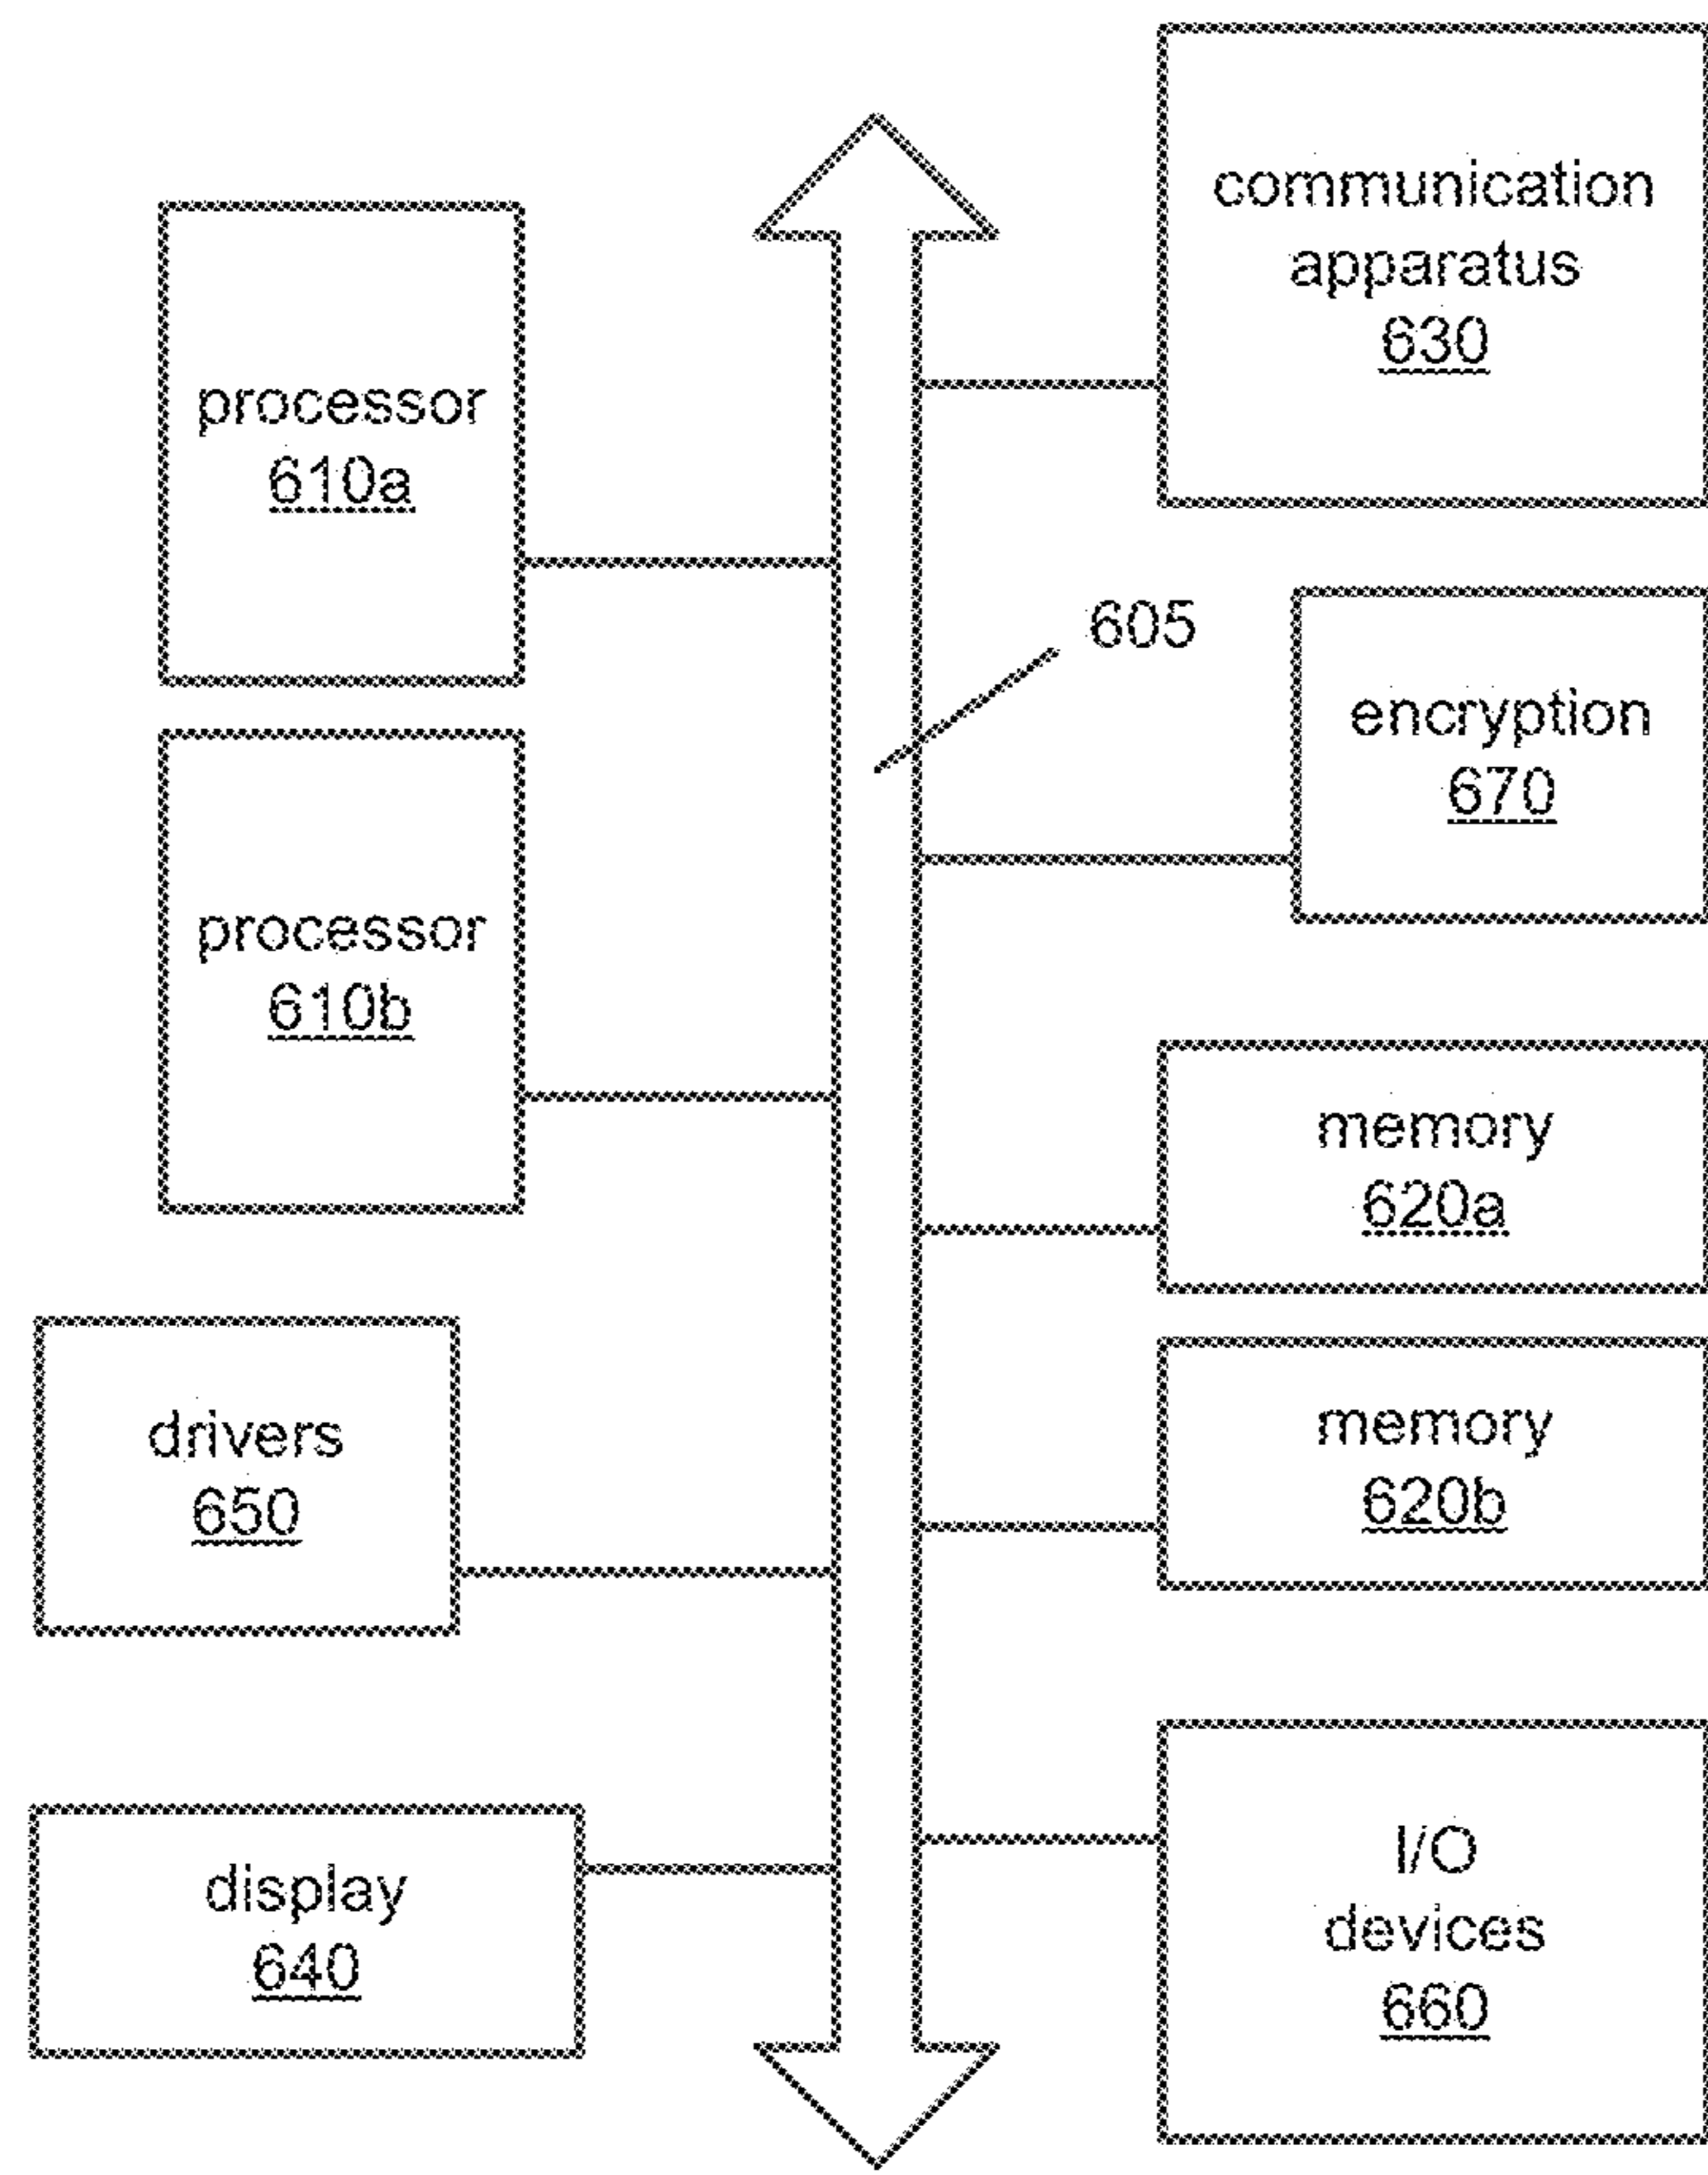 communication
apparatus
630
processor
610a
605
encryption
670
processor
610b
memory
620a
drivers
650
memory
620b
display
640
I/O
devices
660